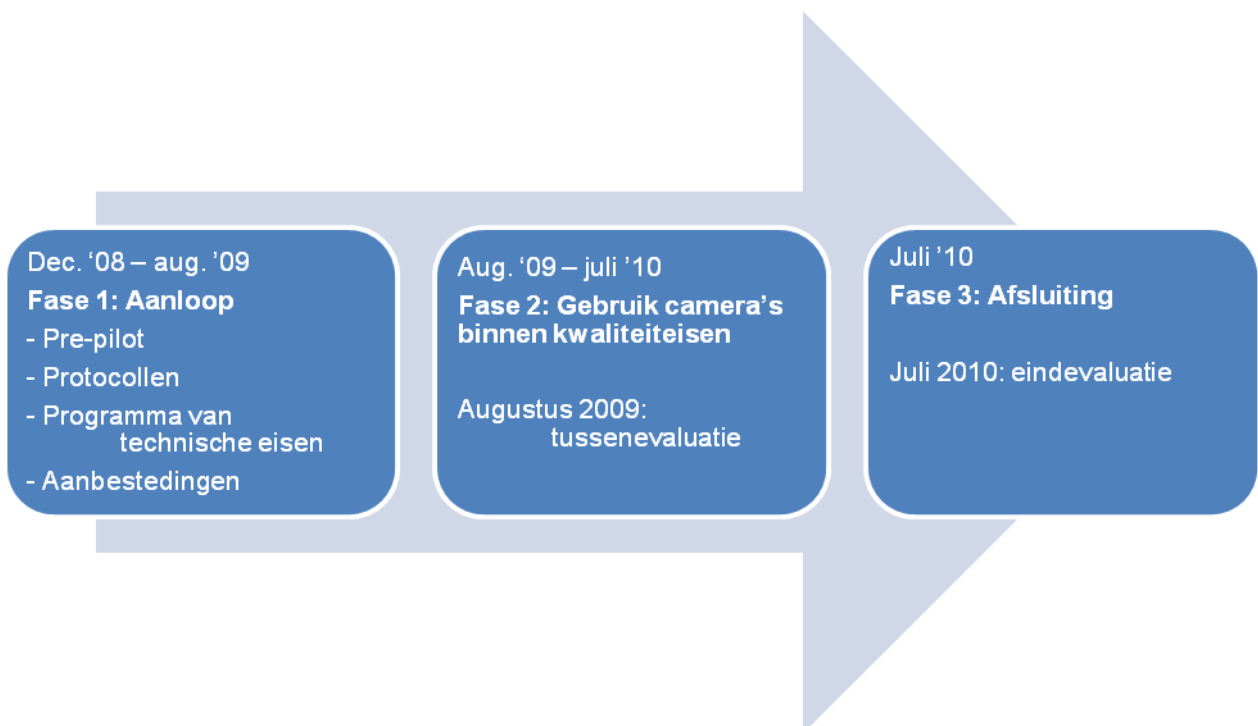 Dec. ‘08 – aug. ’09
Fase 1: Aanloop
- Pre-pilot
- Protocollen
- Programma van
technische eisen
- Aanbestedingen
Aug. ‘09 – juli ’10
Fase 2: Gebruik camera’s
binnen kwaliteiteisen
Augustus 2009:
tussenevaluatie
Juli ’10
Fase 3: Afsluiting
Juli 2010: eindevaluatie